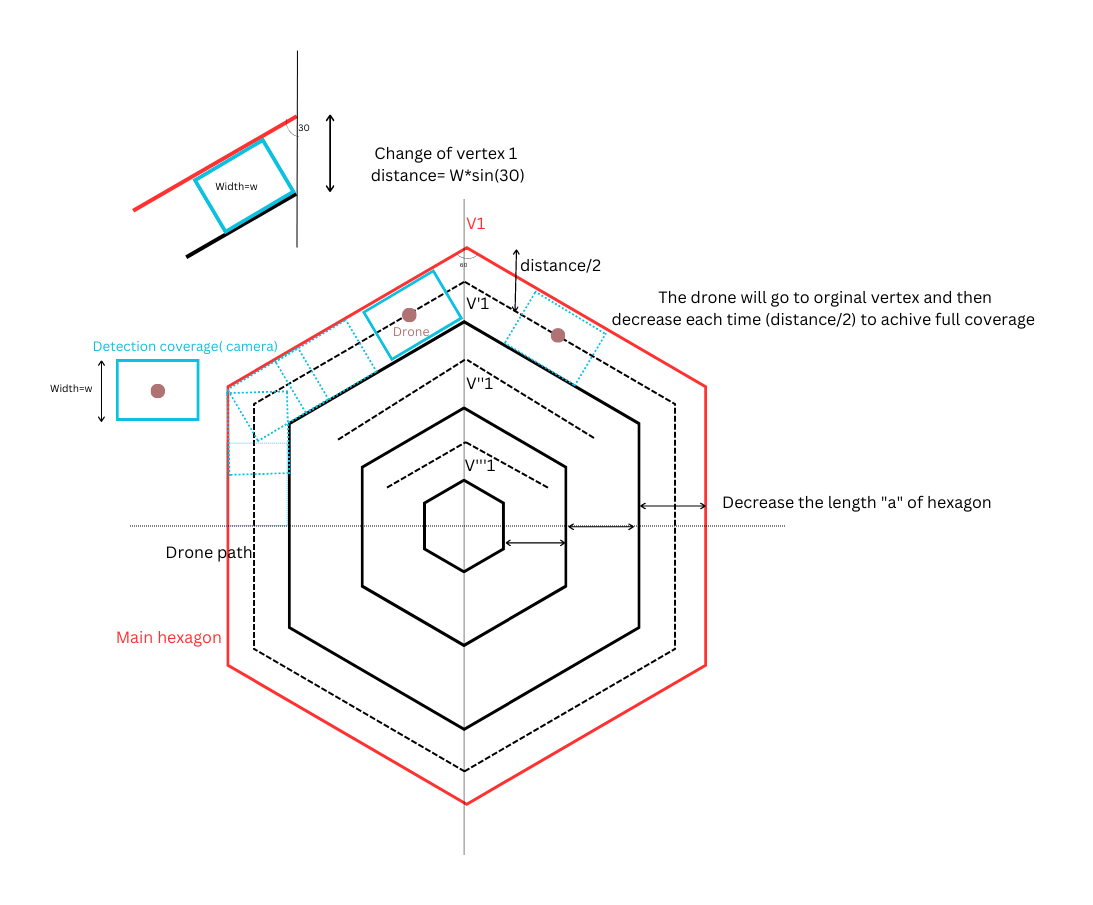 30
Width=w
Change of vertex 1
distance= W*sin(30)
V1
60
distance/2
V'1
The drone will go to orginal vertex and then
decrease each time (distance/2) to achive full coverage
Drone
Detection coverage( camera)
Width=w
V''1
V'''1
Decrease the length "a" of hexagon
Drone path
Main hexagon